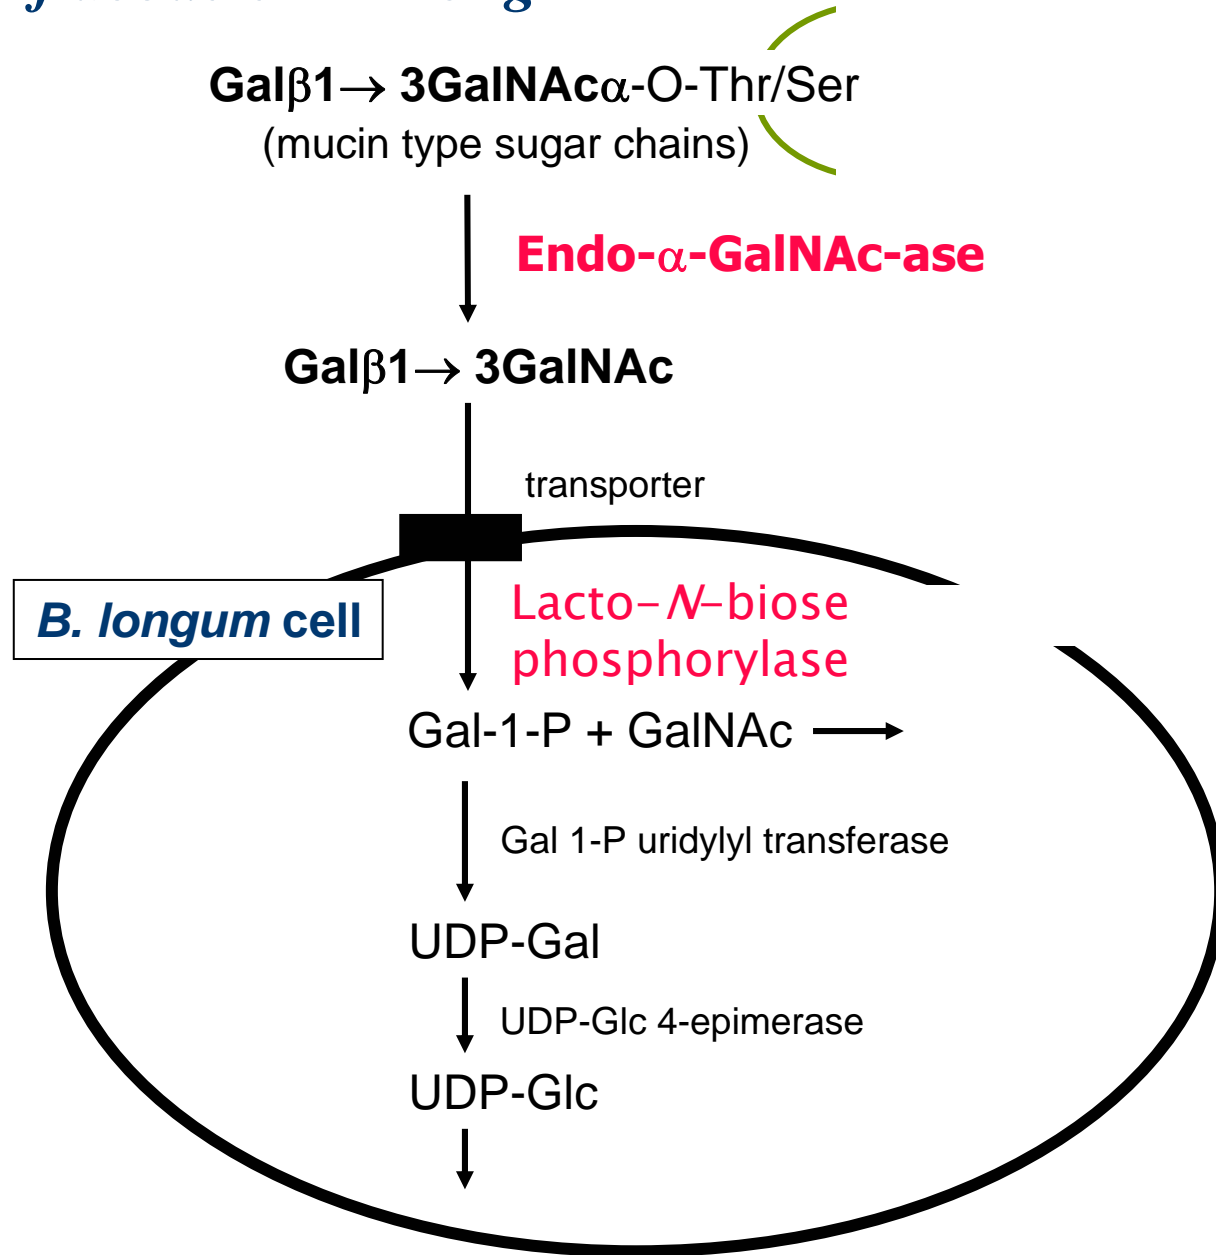 Galβ1→ 3GalNAcα-O-Thr/Ser
(mucin type sugar chains)
Endo-α-GalNAc-ase
Galβ1→ 3GalNAc
transporter
B. longum cell
Lacto-N-biose
phosphorylase
Gal-1-P + GalNAc
Gal 1-P uridylyl transferase
UDP-Gal
UDP-Glc 4-epimerase
UDP-Glc